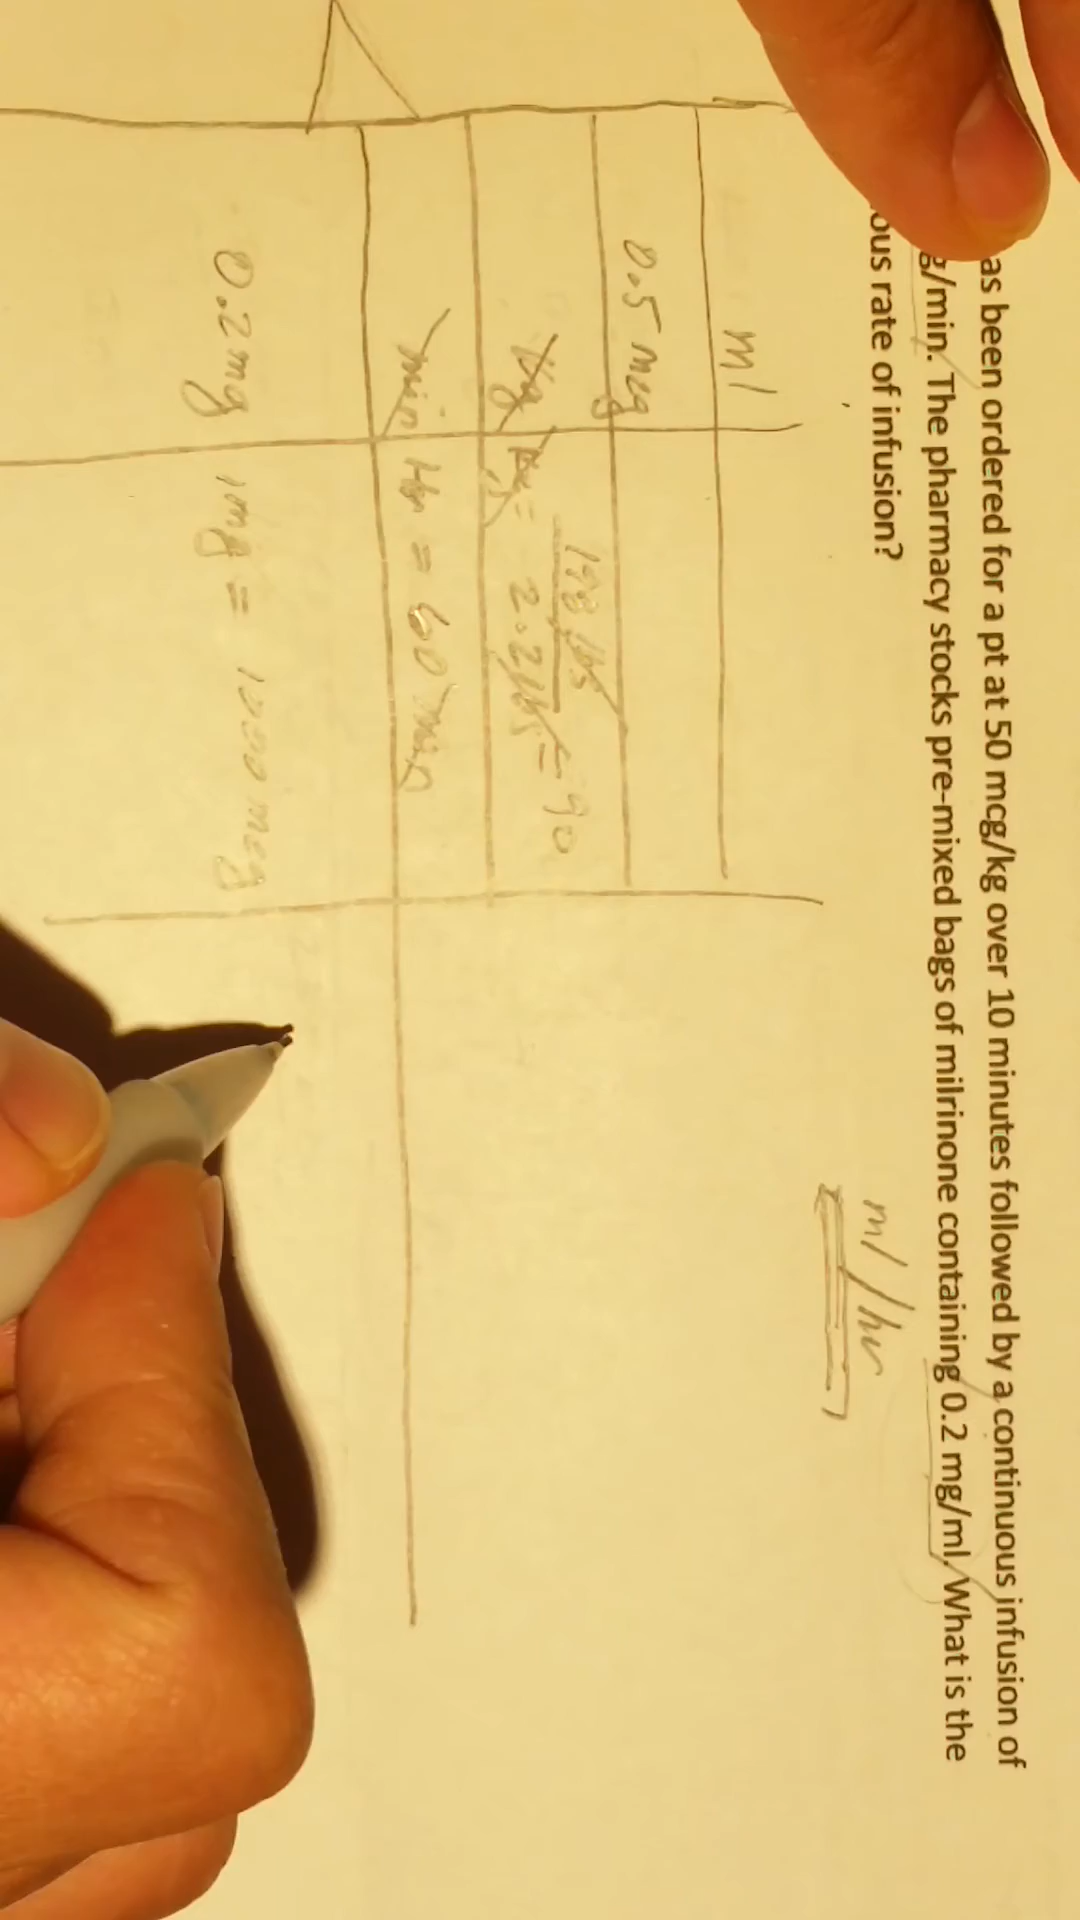 as been ordered for a pt at 50 mcg/kg over 10 minutes followed by a continuous infusion of
g/min. The pharmacy stocks pre-mixed bags of milrinone containing 0.2 mg/ml. What is the
ous rate of infusion?
ml/hr
ml
0.5 mcg
kg kg = 198 lbs / 2.2 lbs = 90
min Hr = 60 min
0.2 mg 1mg = 1000 mcg